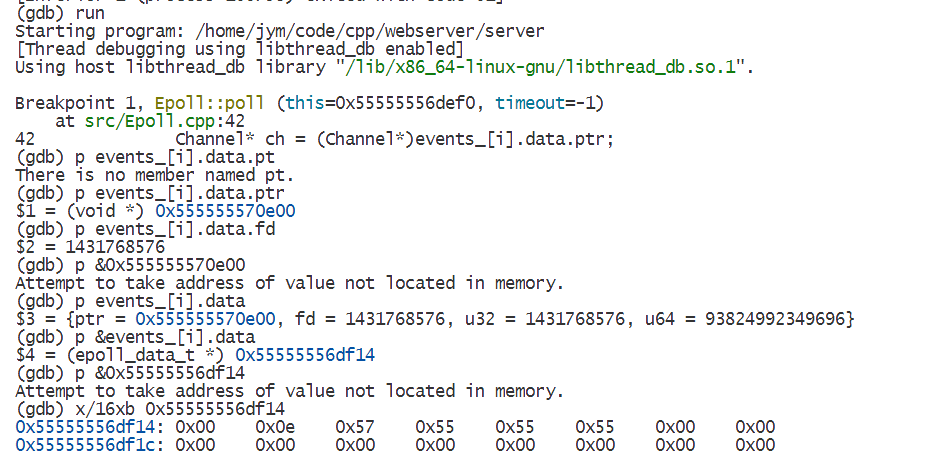 (gdb) run
Starting program: /home/jym/code/cpp/webserver/server
[Thread debugging using libthread_db enabled]
Using host libthread_db library "/lib/x86_64-linux-gnu/libthread_db.so.1".
Breakpoint 1, Epoll::poll (this=0x55555556def0, timeout=-1)
    at src/Epoll.cpp:42
42              Channel* ch = (Channel*)events_[i].data.ptr;
(gdb) p events_[i].data.pt
There is no member named pt.
(gdb) p events_[i].data.ptr
$1 = (void *) 0x555555570e00
(gdb) p events_[i].data.fd
$2 = 1431768576
(gdb) p &0x555555570e00
Attempt to take address of value not located in memory.
(gdb) p events_[i].data
$3 = {ptr = 0x555555570e00, fd = 1431768576, u32 = 1431768576, u64 = 93824992349696}
(gdb) p &events_[i].data
$4 = (epoll_data_t *) 0x55555556df14
(gdb) p &0x55555556df14
Attempt to take address of value not located in memory.
(gdb) x/16xb 0x55555556df14
0x55555556df14: 0x00    0x0e    0x57    0x55    0x55    0x55    0x00    0x00
0x55555556df1c: 0x00    0x00    0x00    0x00    0x00    0x00    0x00    0x00